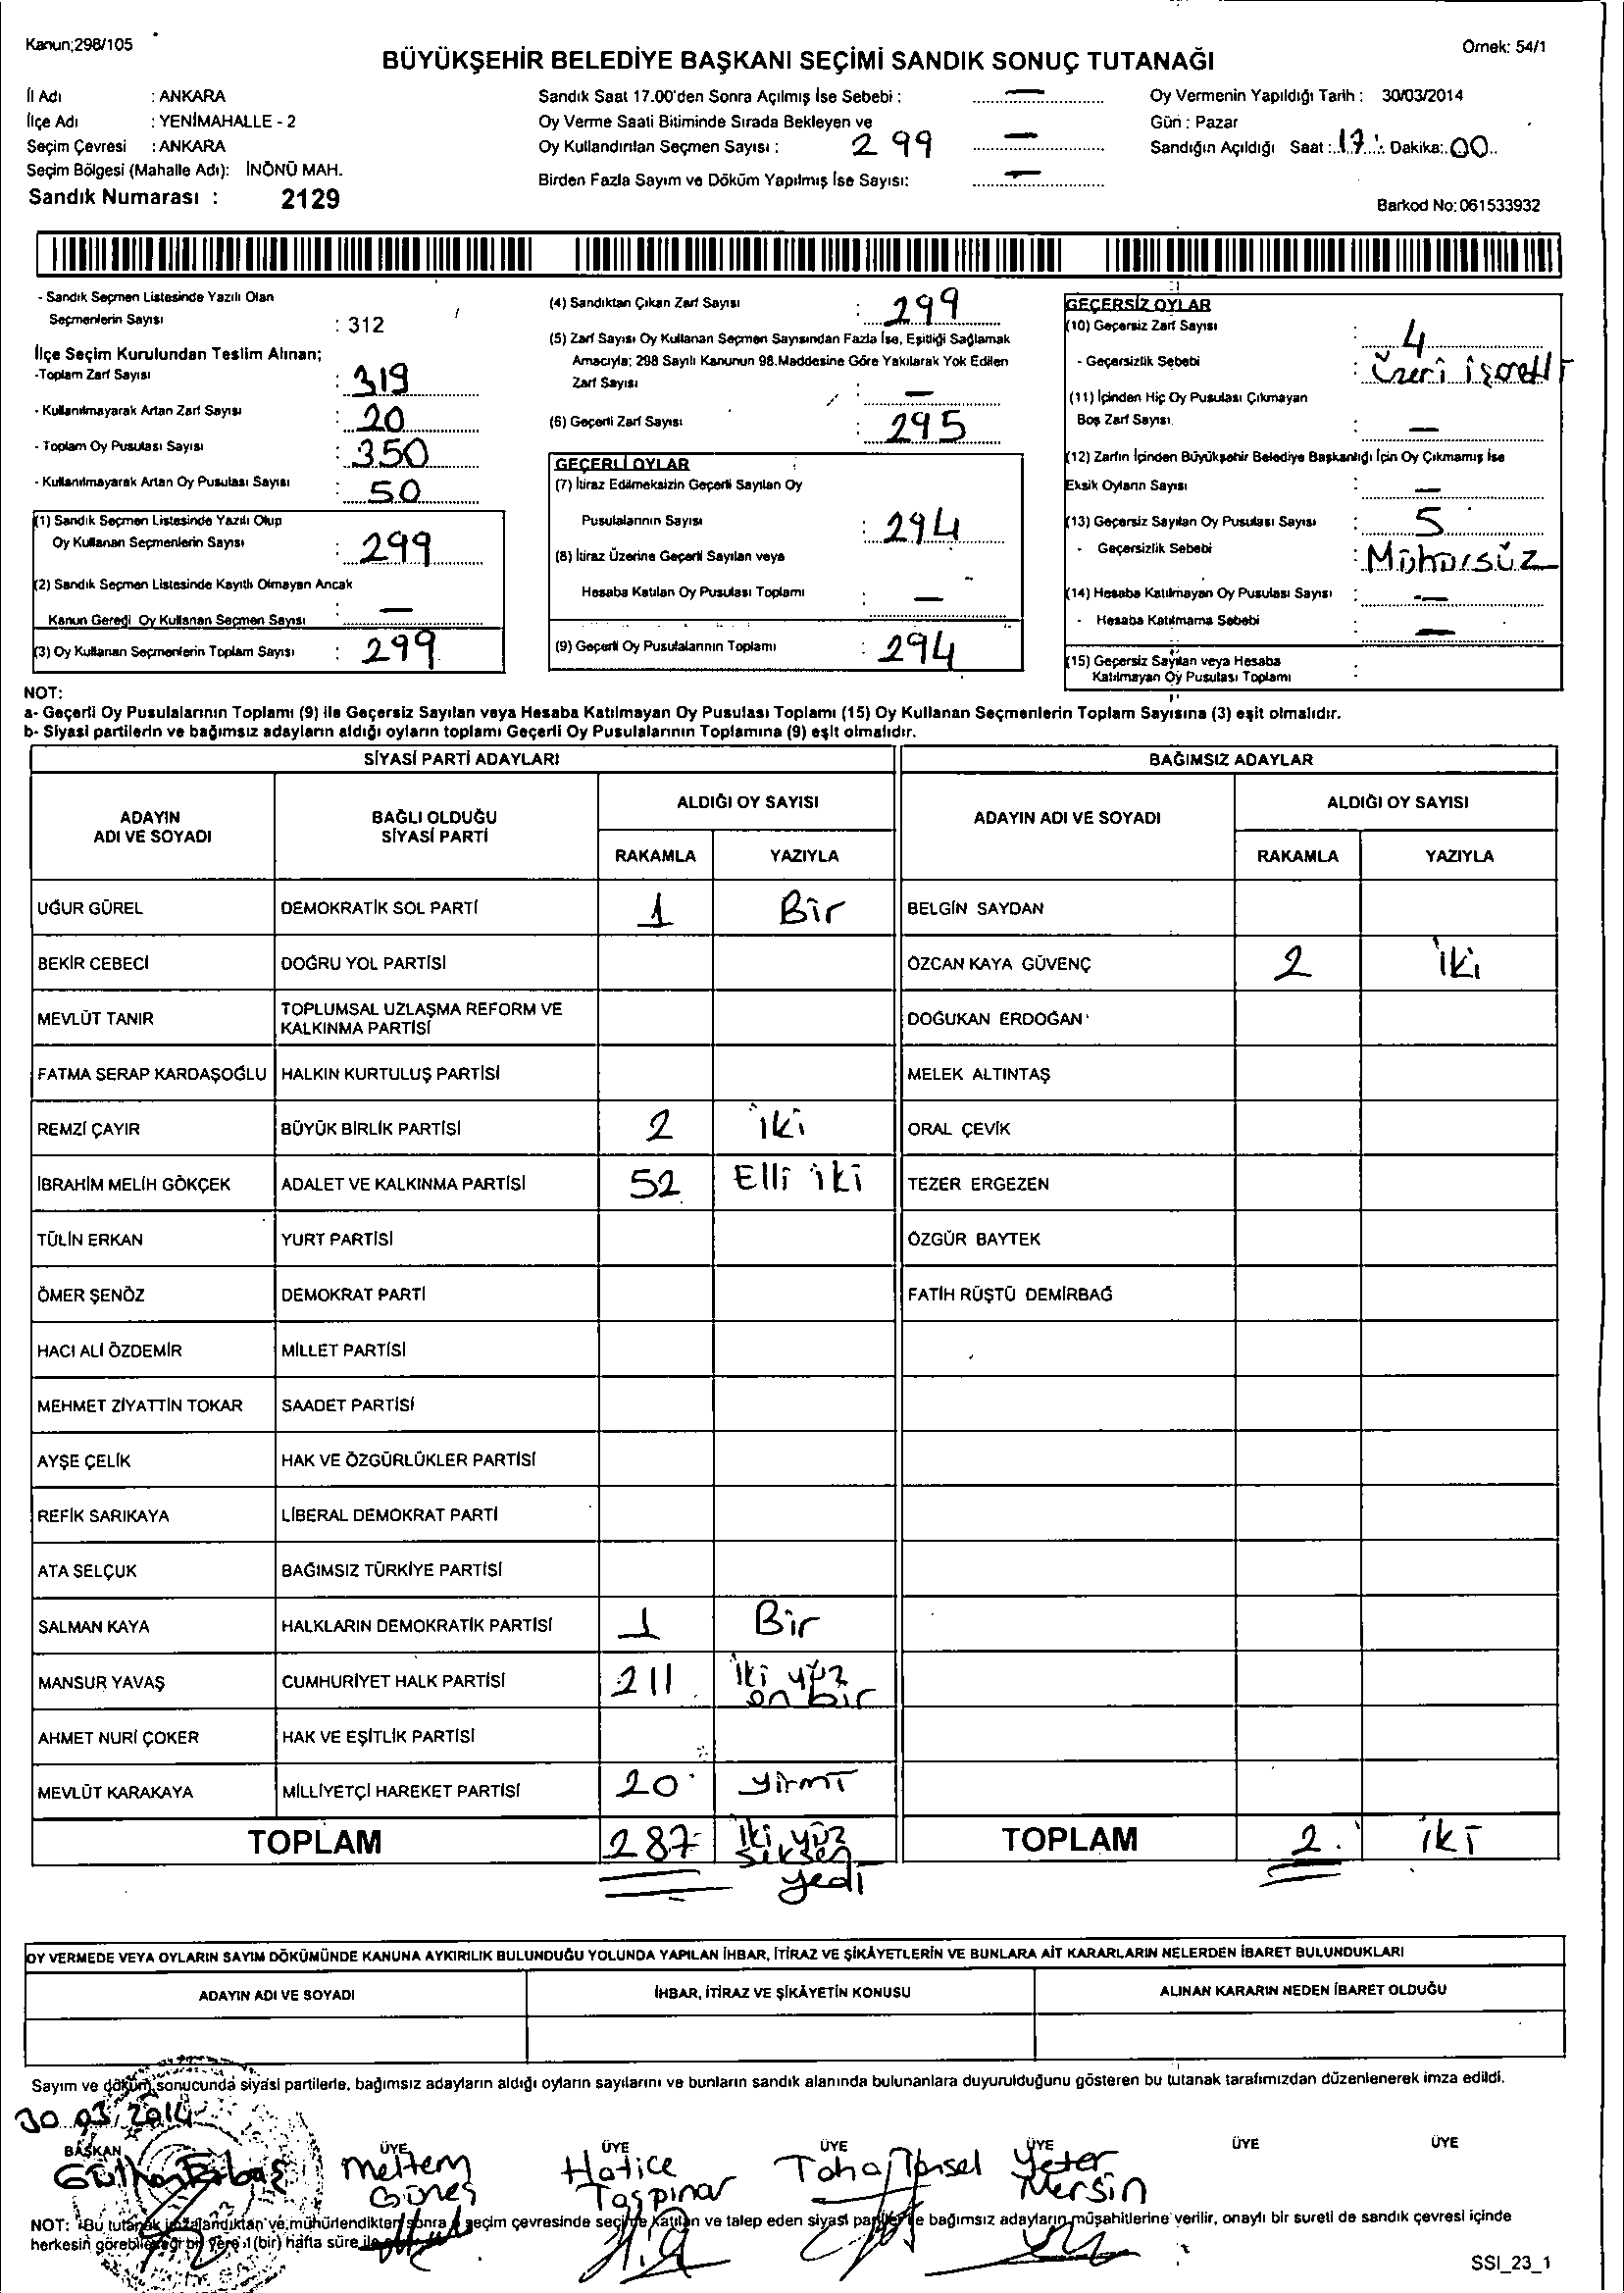 Kanun;298/105
Örnek: 54/1
BÜYÜKŞEHİR BELEDİYE BAŞKANI SEÇİMİ SANDIK SONUÇ TUTANAĞI
İl Adı : ANKARA
İlçe Adı : YENİMAHALLE - 2
Seçim Çevresi : ANKARA
Seçim Bölgesi (Mahalle Adı): İNÖNÜ MAH.
Sandık Numarası : 2129
Sandık Saat 17.00'den Sonra Açılmış İse Sebebi : —
Oy Verme Saati Bitiminde Sırada Bekleyen ve
Oy Kullandırılan Seçmen Sayısı : 299 —
Birden Fazla Sayım ve Döküm Yapılmış İse Sayısı: —
Oy Vermenin Yapıldığı Tarih : 30/03/2014
Gün : Pazar
Sandığın Açıldığı Saat : 17 : Dakika: 00
Barkod No: 061533932
- Sandık Seçmen Listesinde Yazılı Olan
Seçmenlerin Sayısı : 312
İlçe Seçim Kurulundan Teslim Alınan;
-Toplam Zarf Sayısı : 319
- Kullanılmayarak Artan Zarf Sayısı : 20
- Toplam Oy Pusulası Sayısı : 350
- Kullanılmayarak Artan Oy Pusulası Sayısı : 50
(1) Sandık Seçmen Listesinde Yazılı Olup
Oy Kullanan Seçmenlerin Sayısı : 299
(2) Sandık Seçmen Listesinde Kayıtlı Olmayan Ancak
Kanun Gereği Oy Kullanan Seçmen Sayısı : —
(3) Oy Kullanan Seçmenlerin Toplam Sayısı : 299
(4) Sandıktan Çıkan Zarf Sayısı : 299
(5) Zarf Sayısı Oy Kullanan Seçmen Sayısından Fazla İse, Eşitliği Sağlamak
Amacıyla; 298 Sayılı Kanunun 98.Maddesine Göre Yakılarak Yok Edilen
Zarf Sayısı : —
(6) Geçerli Zarf Sayısı : 295
GEÇERLİ OYLAR
(7) İtiraz Edilmeksizin Geçerli Sayılan Oy
Pusulalarının Sayısı : 294
(8) İtiraz Üzerine Geçerli Sayılan veya
Hesaba Katılan Oy Pusulası Toplamı : —
(9) Geçerli Oy Pusulalarının Toplamı : 294
GEÇERSİZ OYLAR
(10) Geçersiz Zarf Sayısı : 4
- Geçersizlik Sebebi : Üzeri işaretli
(11) İçinden Hiç Oy Pusulası Çıkmayan
Boş Zarf Sayısı. : —
(12) Zarfın İçinden Büyükşehir Belediye Başkanlığı İçin Oy Çıkmamış İse
Eksik Oyların Sayısı : —
(13) Geçersiz Sayılan Oy Pusulası Sayısı : 5
- Geçersizlik Sebebi : Mühürsüz
(14) Hesaba Katılmayan Oy Pusulası Sayısı : —
- Hesaba Katılmama Sebebi : —
(15) Geçersiz Sayılan veya Hesaba
Katılmayan Oy Pusulası Toplamı :
NOT:
a- Geçerli Oy Pusulalarının Toplamı (9) ile Geçersiz Sayılan veya Hesaba Katılmayan Oy Pusulası Toplamı (15) Oy Kullanan Seçmenlerin Toplam Sayısına (3) eşit olmalıdır.
b- Siyasi partilerin ve bağımsız adayların aldığı oyların toplamı Geçerli Oy Pusulalarının Toplamına (9) eşit olmalıdır.
SİYASİ PARTİ ADAYLARI
BAĞIMSIZ ADAYLAR
ADAYIN ADI VE SOYADI
BAĞLI OLDUĞU SİYASİ PARTİ
ALDIĞI OY SAYISI
RAKAMLA YAZIYLA
ADAYIN ADI VE SOYADI
ALDIĞI OY SAYISI
RAKAMLA YAZIYLA
UĞUR GÜREL DEMOKRATİK SOL PARTİ 1 Bir BELGİN SAYDAN
BEKİR CEBECİ DOĞRU YOL PARTİSİ ÖZCAN KAYA GÜVENÇ 2 iki
MEVLÜT TANIR TOPLUMSAL UZLAŞMA REFORM VE KALKINMA PARTİSİ DOĞUKAN ERDOĞAN
FATMA SERAP KARDAŞOĞLU HALKIN KURTULUŞ PARTİSİ MELEK ALTINTAŞ
REMZİ ÇAYIR BÜYÜK BİRLİK PARTİSİ 2 iki ORAL ÇEVİK
İBRAHİM MELİH GÖKÇEK ADALET VE KALKINMA PARTİSİ 52 Elli iki TEZER ERGEZEN
TÜLİN ERKAN YURT PARTİSİ ÖZGÜR BAYTEK
ÖMER ŞENÖZ DEMOKRAT PARTİ FATİH RÜŞTÜ DEMİRBAĞ
HACI ALİ ÖZDEMİR MİLLET PARTİSİ
MEHMET ZİYATTİN TOKAR SAADET PARTİSİ
AYŞE ÇELİK HAK VE ÖZGÜRLÜKLER PARTİSİ
REFİK SARIKAYA LİBERAL DEMOKRAT PARTİ
ATA SELÇUK BAĞIMSIZ TÜRKİYE PARTİSİ
SALMAN KAYA HALKLARIN DEMOKRATİK PARTİSİ 1 Bir
MANSUR YAVAŞ CUMHURİYET HALK PARTİSİ 211 iki yüz on bir
AHMET NURİ ÇOKER HAK VE EŞİTLİK PARTİSİ
MEVLÜT KARAKAYA MİLLİYETÇİ HAREKET PARTİSİ 20 yirmi
TOPLAM 287 iki yüz seksen yedi TOPLAM 2 iki
OY VERMEDE VEYA OYLARIN SAYIM DÖKÜMÜNDE KANUNA AYKIRILIK BULUNDUĞU YOLUNDA YAPILAN İHBAR, İTİRAZ VE ŞİKÂYETLERİN VE BUNLARA AİT KARARLARIN NELERDEN İBARET BULUNDUKLARI
ADAYIN ADI VE SOYADI İHBAR, İTİRAZ VE ŞİKÂYETİN KONUSU ALINAN KARARIN NEDEN İBARET OLDUĞU
Sayım ve döküm sonucunda siyasi partilerle, bağımsız adayların aldığı oyların sayılarını ve bunların sandık alanında bulunanlara duyurulduğunu gösteren bu tutanak tarafımızdan düzenlenerek imza edildi.
30 03/2014
BAŞKAN ÜYE ÜYE ÜYE ÜYE ÜYE ÜYE
Meltem Güneş
Hatice Taşpınar
Taha
Yeter Mersin
NOT: Bu tutanak imzalandıktan ve mühürlendikten sonra seçim çevresinde seçime katılan ve talep eden siyasi partiler ile bağımsız adayların müşahitlerine verilir, onaylı bir sureti de sandık çevresi içinde
herkesin görebileceği bir yere 1 (bir) hafta süre ile
SSI_23_1